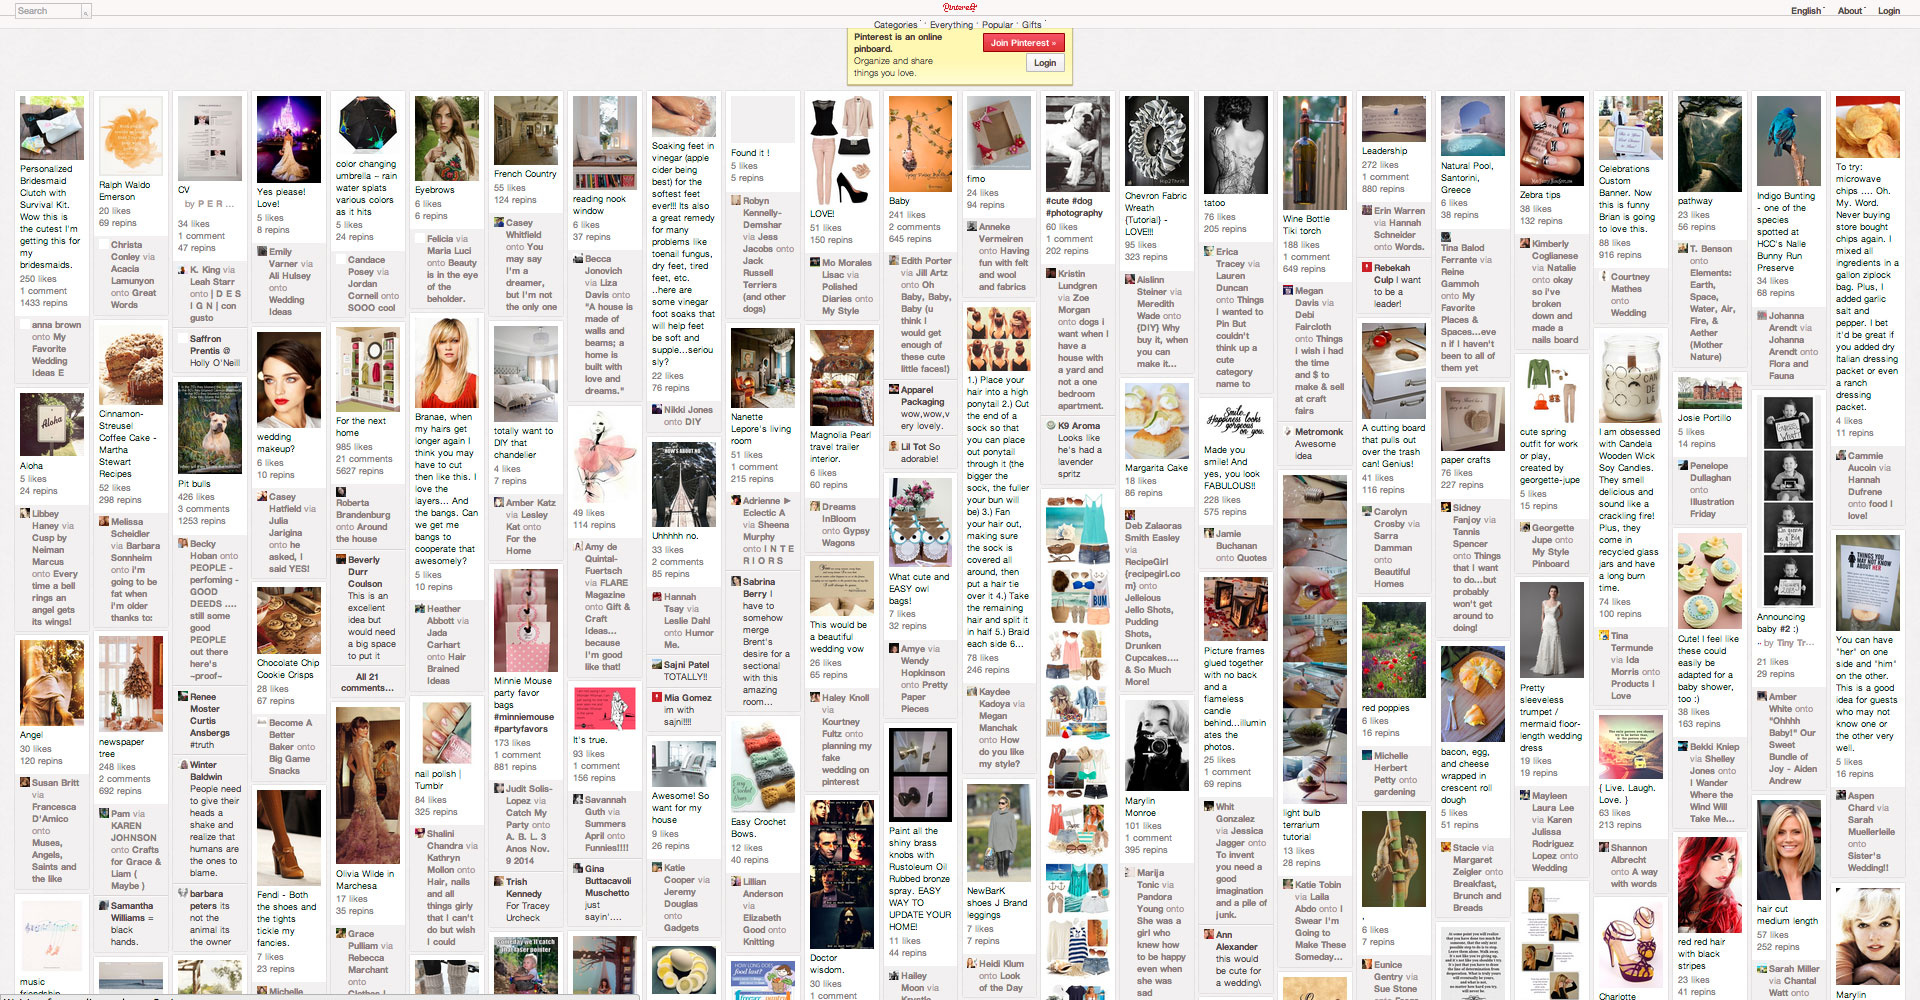 Search
Pinterest
English
About
Login
Categories · Everything · Popular · Gifts
Pinterest is an online
pinboard.
Organize and share
things you love.
Join Pinterest »
Login
Personalized
Bridesmaid
Clutch with
Survival Kit.
Wow this is
the cutest I'm
getting for
my
bridesmaids.
250 likes
1 comment
1433 repins
anna brown
onto My
Favorite
Wedding
Ideas E
Aloha
Aloha
5 likes
24 repins
Libbey
Haney via
Cusp by
Neiman
Marcus
onto Every
time a bell
rings an
angel gets
its wings!
Angel
30 likes
120 repins
Susan Britt
via
Francesca
D'Amico
onto
Muses,
Angels,
Saints and
the like
music
Ralph Waldo
Emerson
20 likes
69 repins
Christa
Conley via
Acacia
Lamunyon
onto Great
Words
Cinnamon-
Streusel
Coffee Cake -
Martha
Stewart
Recipes
52 likes
298 repins
Melissa
Scheidler
via Barbara
Sonnheim
onto i'm
going to be
fat when
i'm older
thanks to:
newspaper
tree
248 likes
2 comments
692 repins
Pam via
KAREN
JOHNSON
onto Crafts
for Grace &
Liam (
Maybe )
Samantha
Williams =
black
hands.
CV
by P E R ...
34 likes
1 comment
47 repins
K. King via
Leah Starr
onto | D E S
I G N | con
gusto
Saffron
Prentis @
Holly O'Neill
Pit bulls
426 likes
3 comments
1253 repins
Becky
Hoban onto
PEOPLE -
perfoming -
GOOD
DEEDS ....
still some
good
PEOPLE
out there
here's
~proof~
Renee
Moster
Curtis
Ansbergs
#truth
Winter
Baldwin
People need
to give their
heads a
shake and
realize that
humans are
the ones to
blame.
barbara
peters its
not the
animal its
the owner
Yes please!
Love!
5 likes
8 repins
Emily
Varner via
Ali Hulsey
onto
Wedding
Ideas
wedding
makeup?
6 likes
10 repins
Casey
Hatfield via
Julia
Jarigina
onto he
asked, I
said YES!
Chocolate Chip
Cookie Crisps
28 likes
67 repins
Become A
Better
Baker onto
Big Game
Snacks
Fendi - Both
the shoes and
the tights
tickle my
fancies.
7 likes
23 repins
Michelle
color changing
umbrella ~ rain
water splats
various colors
as it hits
5 likes
24 repins
Candace
Posey via
Jordan
Corneil onto
SOOO cool
For the next
home
985 likes
21 comments
5627 repins
Roberta
Brandenburg
onto Around
the house
Beverly
Durr
Coulson
This is an
excellent
idea but
would need
a big space
to put it
All 21
comments...
Olivia Wilde in
Marchesa
17 likes
35 repins
Grace
Pulliam via
Rebecca
Marchant
Eyebrows
6 likes
6 repins
Felicia via
Maria Luci
onto Beauty
is in the eye
of the
beholder.
Branae, when
my hairs get
longer again I
think you may
have to cut
then like this. I
love the
layers... And
the bangs. Can
we get me
bangs to
cooperate that
awesomely?
5 likes
10 repins
Heather
Abbott via
Jada
Carhart
onto Hair
Brained
Ideas
nail polish |
Tumblr
84 likes
325 repins
Shalini
Chandra via
Kathryn
Mollon onto
Hair, nails
and all
things girly
that I can't
do but wish
I could
French Country
55 likes
124 repins
Casey
Whitfield
onto You
may say
I'm a
dreamer,
but I'm not
the only one
totally want to
DIY that
chandelier
4 likes
7 repins
Amber Katz
via Lesley
Kat onto
For the
Home
Minnie Mouse
party favor
bags
#minniemouse
#partyfavors
173 likes
1 comment
881 repins
Judit Solis-
Lopez via
Catch My
Party onto
A. B. L. 3
Anos Nov.
9 2014
Trish
Kennedy
For Tracey
Urcheck
reading nook
window
6 likes
37 repins
Becca
Jonovich
via Liza
Davis onto
"A house is
made of
walls and
beams; a
home is
built with
love and
dreams."
49 likes
114 repins
Amy de
Quintal-
Fuertsch
via FLARE
Magazine
onto Gift &
Craft
Ideas...
because
I'm good
like that!
It's true.
93 likes
1 comment
156 repins
Savannah
Guth via
Summers
April onto
Funnies!!!!
Gina
Buttacavoli
Muschetto
just
sayin'....
Soaking feet in
vinegar (apple
cider being
best) for the
softest feet
ever!!! Its also
a great remedy
for many
problems like
toenail fungus,
dry feet, tired
feet, etc..
..here are
some vinegar
foot soaks that
will help feet
be soft and
supple...seriou
sly?
22 likes
76 repins
Nikki Jones
onto DIY
HOW'S ABOUT NO
Uhhhhh no.
33 likes
2 comments
85 repins
Hannah
Tsay via
Leslie Dahl
onto Humor
Me.
Sajni Patel
TOTALLY!!
Mia Gomez
im with
sajni!!!!
Awesome! So
want for my
house
9 likes
26 repins
Katie
Cooper via
Jeremy
Douglas
onto
Gadgets
Found it !
5 likes
5 repins
Robyn
Kennelly-
Demshar
via Jess
Jacobs onto
Jack
Russell
Terriers
(and other
dogs)
Nanette
Lepore's living
room
51 likes
1 comment
215 repins
Adrienne ▶
Eclectic A
via Sheena
Murphy
onto I N T E
R I O R S
Sabrina
Berry I
have to
somehow
merge
Brent's
desire for a
sectional
with this
amazing
room...
Easy Crochet
Bows.
12 likes
40 repins
Lillian
Anderson
via
Elizabeth
Good onto
Knitting
LOVE!
51 likes
150 repins
Mo Morales
Lisac via
Polished
Diaries onto
My Style
Magnolia Pearl
travel trailer
interior.
6 likes
60 repins
Dreams
InBloom
onto Gypsy
Wagons
This would be
a beautiful
wedding vow
26 likes
65 repins
Haley Knoll
via
Kourtney
Fultz onto
planning my
fake
wedding on
pinterest
Doctor
wisdom.
30 likes
1 comment
Baby
241 likes
2 comments
645 repins
Edith Porter
via Jill Artz
onto Oh
Baby, Baby,
Baby (u
think I
would get
enough of
these cute
little faces!)
Apparel
Packaging
wow,wow,v
ery lovely.
Lil Tot So
adorable!
What cute and
EASY owl
bags!
7 likes
32 repins
Amye via
Wendy
Hopkinson
onto Pretty
Paper
Pieces
Paint all the
shiny brass
knobs with
Rustoleum Oil
Rubbed bronze
spray. EASY
WAY TO
UPDATE YOUR
HOME!
11 likes
44 repins
Hailey
Moon via
fimo
24 likes
94 repins
Anneke
Vermeiren
onto Having
fun with felt
and wool
and fabrics
1.) Place your
hair into a high
ponytail 2.) Cut
the end of a
sock so that
you can place
out ponytail
through it (the
bigger the
sock, the fuller
your bun will
be) 3.) Fan
your hair out,
making sure
the sock is
covered all
around, then
put a hair tie
over it 4.) Take
the remaining
hair and split it
in half 5.) Braid
each side 6...
78 likes
246 repins
Kaydee
Kadoya via
Megan
Manchak
onto How
do you like
my style?
NewBarK
shoes J Brand
leggings
7 likes
7 repins
Heidi Klum
onto Look
of the Day
#cute #dog
#photography
60 likes
1 comment
202 repins
Kristin
Lundgren
via Zoe
Morgan
onto dogs i
want when I
have a
house with
a yard and
not a one
bedroom
apartment.
K9 Aroma
Looks like
he's had a
lavender
spritz
Chevron Fabric
Wreath
{Tutorial} -
LOVE!!!
95 likes
323 repins
Aislinn
Steiner via
Meredith
Wade onto
{DIY} Why
buy it, when
you can
make it...
Margarita Cake
18 likes
86 repins
Deb Zalaoras
Smith Easley
via
RecipeGirl
{recipegirl.co
m} onto
Jelleious
Jello Shots,
Pudding
Shots,
Drunken
Cupcakes....
& So Much
More!
Marylin
Monroe
101 likes
1 comment
395 repins
Marija
Tonic via
Pandora
Young onto
She was a
girl who
knew how
to be happy
even when
she was
sad
tatoo
76 likes
205 repins
Erica
Tracey via
Lauren
Duncan
onto Things
I wanted to
Pin But
couldn't
think up a
cute
category
name to
Smile.
Happiness looks
gorgeous
on you.
Made you
smile! And
yes, you look
FABULOUS!!
228 likes
575 repins
Jamie
Buchanan
onto Quotes
Picture frames
glued together
with no back
and a
flameless
candle
behind...illumin
ates the
photos.
25 likes
1 comment
69 repins
Whit
Gonzalez
via Jessica
Jagger onto
To invent
you need a
good
imagination
and a pile of
junk.
Ann
Alexander
this would
be cute for
a wedding\
Wine Bottle
Tiki torch
188 likes
1 comment
649 repins
Megan
Davis via
Debi
Faircloth
onto Things
I wish i had
the time
and $ to
make & sell
at craft
fairs
Metromonk
Awesome
idea
light bulb
terrarium
tutorial
13 likes
28 repins
Katie Tobin
via Laila
Abdo onto I
Swear I'm
Going to
Make These
Someday...
Leadership
272 likes
1 comment
880 repins
Erin Warren
via Hannah
Schneider
onto Words.
Rebekah
Culp I want
to be a
leader!
A cutting board
that pulls out
over the trash
can! Genius!
41 likes
116 repins
Carolyn
Crosby via
Sarra
Damman
onto
Beautiful
Homes
red poppies
6 likes
16 repins
Michelle
Herbert
Petty onto
gardening
.
6 likes
7 repins
Eunice
Gentry via
Sue Stone
Natural Pool,
Santorini,
Greece
6 likes
38 repins
Tina Balod
Ferrante via
Reine
Gammoh
onto My
Favorite
Places &
Spaces...eve
n if I haven't
been to all of
them yet
paper crafts
76 likes
227 repins
Sidney
Fanjoy via
Tannis
Spencer
onto Things
that I want
to do...but
probably
won't get
around to
doing!
bacon, egg,
and cheese
wrapped in
crescent roll
dough
5 likes
51 repins
Stacie via
Margaret
Zeigler onto
Breakfast,
Brunch and
Breads
Zebra tips
38 likes
132 repins
Kimberly
Coglianese
via Natalie
onto okay
so i've
broken
down and
made a
nails board
cute spring
outfit for work
or play,
created by
georgette-jupe
5 likes
15 repins
Georgette
Jupe onto
My Style
Pinboard
Pretty
sleeveless
trumpet /
mermaid floor-
length wedding
dress
19 likes
19 repins
Mayleen
Laura Lee
via Karen
Julissa
Rodriguez
Lopez onto
Wedding
Celebrations
Custom
Banner. Now
this is funny
Brian is going
to love this.
88 likes
916 repins
Courtney
Mathes
onto
Wedding
CAN
DE
LA
I am obsessed
with Candela
Wooden Wick
Soy Candles.
They smell
delicious and
sound like a
cracking fire!
Plus, they
come in
recycled glass
jars and have
a long burn
time.
74 likes
100 repins
Tina
Termunde
via Ida
Morris onto
Products I
Love
{ Live. Laugh.
Love. }
63 likes
213 repins
Shannon
Albrecht
onto A way
with words
Charlotte
pathway
23 likes
56 repins
T. Benson
onto
Elements:
Earth,
Space,
Water, Air,
Fire, &
Aether
(Mother
Nature)
Josie Portillo
5 likes
14 repins
Penelope
Dullaghan
onto
Illustration
Friday
Cute! I feel like
these could
easily be
adapted for a
baby shower,
too :)
38 likes
163 repins
Bekki Kniep
via Shelley
Jones onto
I Wander
Where the
Wind Will
Take Me...
red red hair
with black
stripes
23 likes
41 repins
Indigo Bunting
- one of the
species
spotted at
HCC's Nalle
Bunny Run
Preserve
34 likes
68 repins
Johanna
Arendt via
Johanna
Arendt onto
Flora and
Fauna
Announcing
baby #2 :)
.. by Tiny Tr...
21 likes
29 repins
Amber
White onto
"Ohhhh
Baby!" Our
Sweet
Bundle of
Joy - Aiden
Andrew
hair cut
medium length
57 likes
252 repins
Sarah Miller
via Chantal
Watt onto
To try:
microwave
chips .... Oh.
My. Word.
Never buying
store bought
chips again. I
mixed all
ingredients in a
gallon ziplock
bag. Plus, I
added garlic
salt and
pepper. I bet
it'd be great if
you added dry
Italian dressing
packet or even
a ranch
dressing
packet.
4 likes
11 repins
Cammie
Aucoin via
Hannah
Dufrene
onto food I
love!
THINGS YOU
MAY NOT KNOW
ABOUT HER
You can have
"her" on one
side and "him"
on the other.
This is a good
idea for guests
who may not
know one or
the other very
well.
5 likes
16 repins
Aspen
Chard via
Sarah
Muellerleile
onto
Sister's
Wedding!!
Marylin